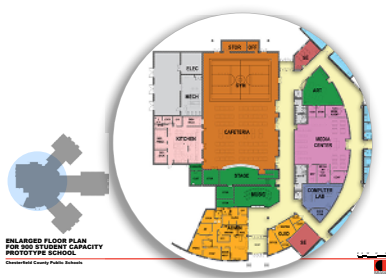 STOR
OFF
ELEC
GYM
MECH
ART
KITCHEN
CAFETERIA
MEDIA
CENTER
STAGE
COMPUTER
LAB
MUSIC
ADMIN
ENLARGED FLOOR PLAN
FOR 900 STUDENT CAPACITY
PROTOTYPE SCHOOL
Chesterfield County Public Schools